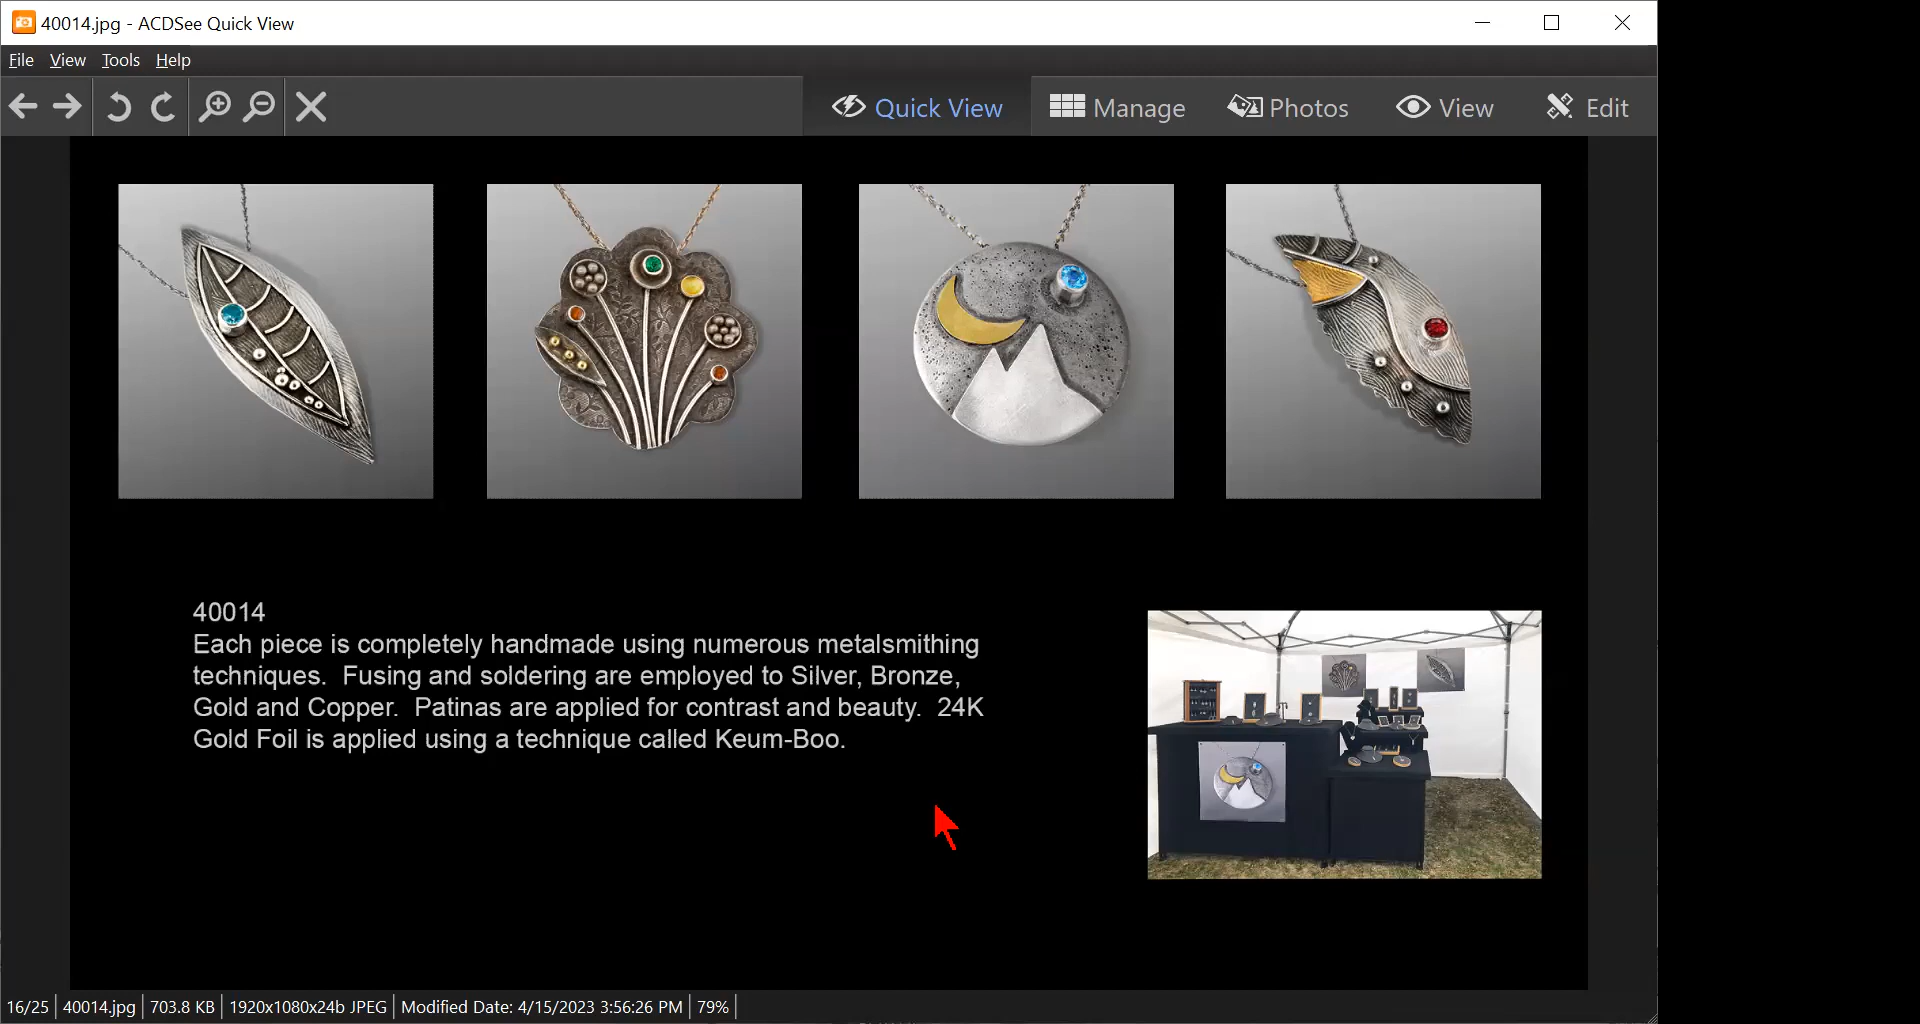 40014.jpg - ACDSee Quick View
File View Tools Help
Quick View Manage Photos View Edit
40014
Each piece is completely handmade using numerous metalsmithing
techniques.  Fusing and soldering are employed to Silver, Bronze,
Gold and Copper.  Patinas are applied for contrast and beauty.  24K
Gold Foil is applied using a technique called Keum-Boo.
16/25 40014.jpg 703.8 KB 1920x1080x24b JPEG Modified Date: 4/15/2023 3:56:26 PM 79%